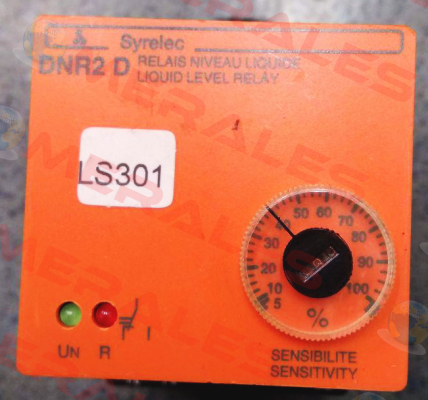 Syrelec
DNR2 D RELAIS NIVEAU LIQUIDE
LIQUID LEVEL RELAY
LS301
50 60 70 80 90 100
30 20 10 5
%
UN R I
SENSIBILITE
SENSITIVITY
MERALES